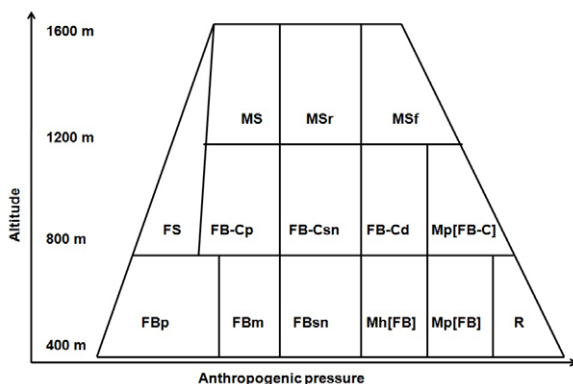 1600 m
MS MSr MSf
1200 m
FS FB-Cp FB-Csn FB-Cd Mp[FB-C]
800 m
FBp FBm FBsn Mh[FB] Mp[FB] R
400 m
Altitude
Anthropogenic pressure